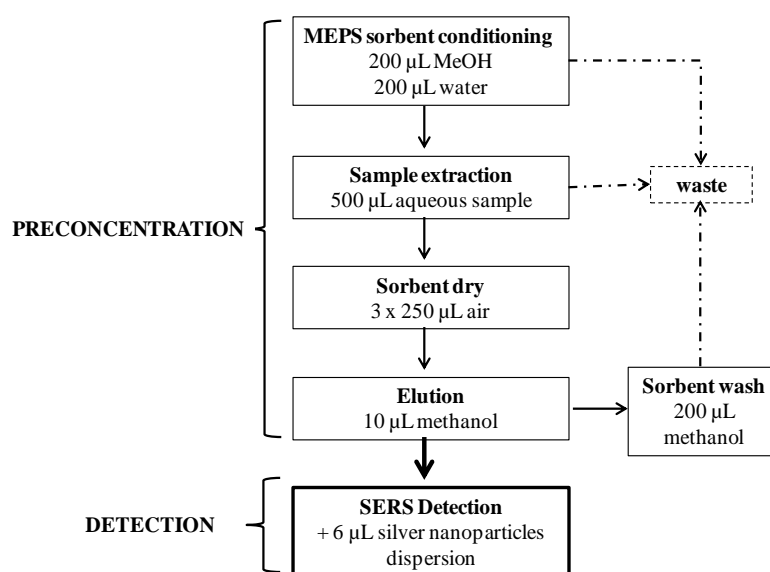 MEPS sorbent conditioning
200 µL MeOH
200 µL water
Sample extraction
500 µL aqueous sample
waste
PRECONCENTRATION
Sorbent dry
3 x 250 µL air
Elution
10 µL methanol
Sorbent wash
200 µL
methanol
SERS Detection
+ 6 µL silver nanoparticles
dispersion
DETECTION